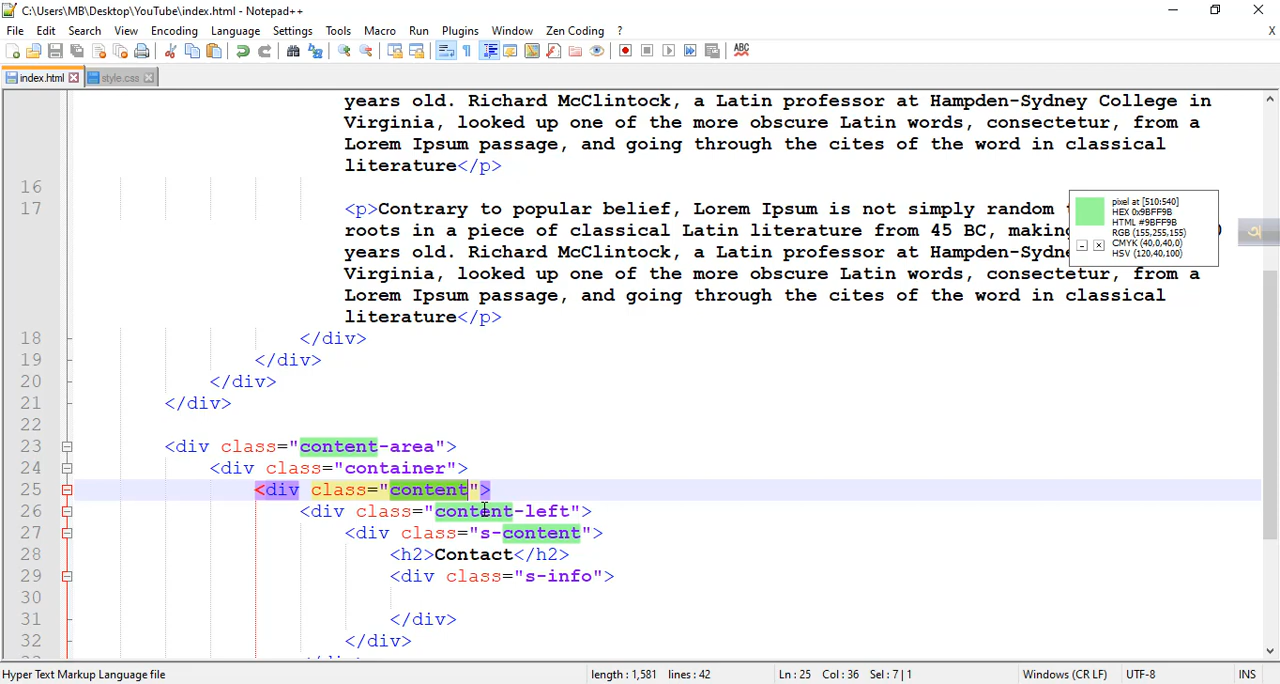 C:\Users\MB\Desktop\YouTube\index.html - Notepad++
File Edit Search View Encoding Language Settings Tools Macro Run Plugins Window Zen Coding ? X
ABC
index.html style.css
years old. Richard McClintock, a Latin professor at Hampden-Sydney College in
Virginia, looked up one of the more obscure Latin words, consectetur, from a
Lorem Ipsum passage, and going through the cites of the word in classical
literature</p>
16
17 <p>Contrary to popular belief, Lorem Ipsum is not simply random
roots in a piece of classical Latin literature from 45 BC,
years old. Richard McClintock, a Latin professor at
Virginia, looked up one of the more obscure Latin words, consectetur, from a
Lorem Ipsum passage, and going through the cites of the word in classical
literature</p>
pixel at [510:540]
HEX 0x9BFF9B
HTML #9BFF9B
RGB (155,255,155)
CMYK (40,0,40,0)
HSV (120,40,100)
18 </div>
19 </div>
20 </div>
21 </div>
22
23 <div class="content-area">
24 <div class="container">
25 <div class="content">
26 <div class="content-left">
27 <div class="s-content">
28 <h2>Contact</h2>
29 <div class="s-info">
30
31 </div>
32 </div>
Hyper Text Markup Language file length : 1,581 lines : 42 Ln : 25 Col : 36 Sel : 7 | 1 Windows (CR LF) UTF-8 INS